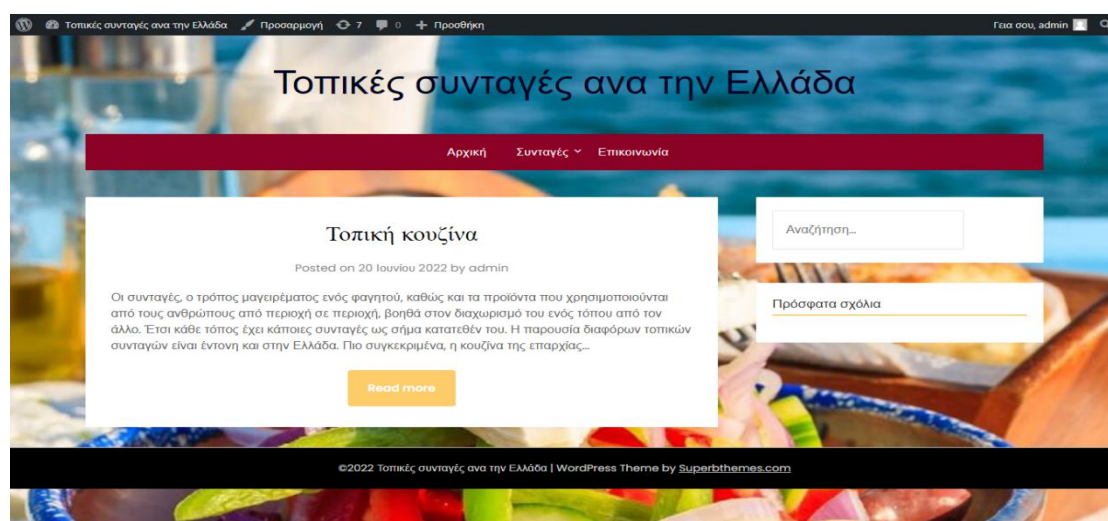 Τοπικές συνταγές ανα την Ελλάδα Προσαρμογή 7 0 Προσθήκη Γεια σου, admin
Τοπικές συνταγές ανα την Ελλάδα
Αρχική Συνταγές Επικοινωνία
Τοπική κουζίνα
Posted on 20 Ιουνίου 2022 by admin
Οι συνταγές, ο τρόπος μαγειρέματος ενός φαγητού, καθώς και τα προϊόντα που χρησιμοποιούνται
από τους ανθρώπους από περιοχή σε περιοχή, βοηθά στον διαχωρισμό του ενός τόπου από τον
άλλο. Έτσι κάθε τόπος έχει κάποιες συνταγές ως σήμα κατατεθέν του. Η παρουσία διαφόρων τοπικών
συνταγών είναι έντονη και στην Ελλάδα. Πιο συγκεκριμένα, η κουζίνα της επαρχίας…
Read more
Αναζήτηση…
Πρόσφατα σχόλια
©2022 Τοπικές συνταγές ανα την Ελλάδα | WordPress Theme by Superbthemes.com